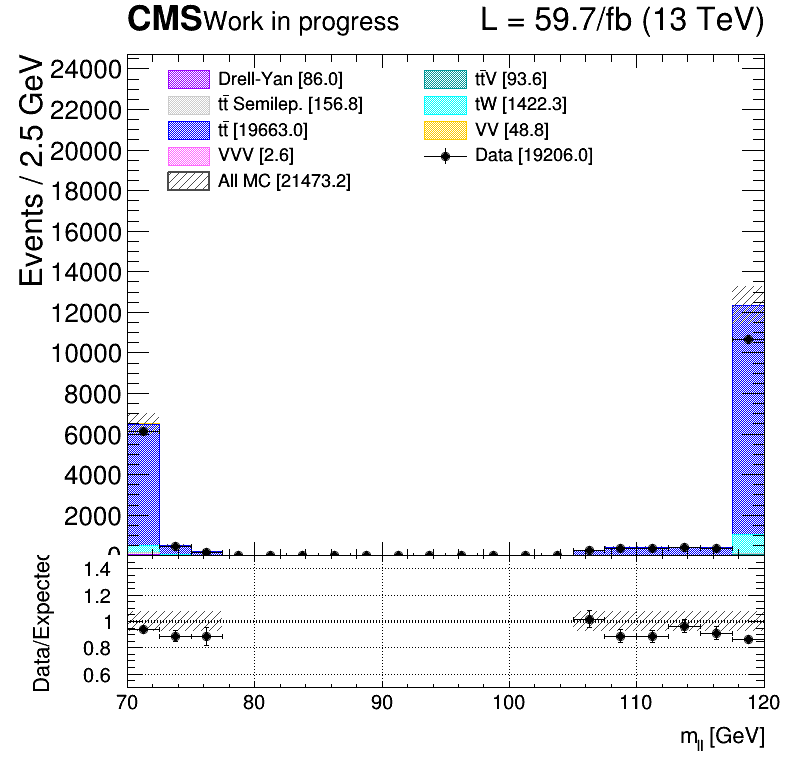 CMS Work in progress L = 59.7/fb (13 TeV)
Events / 2.5 GeV
24000
22000
20000
18000
16000
14000
12000
10000
8000
6000
4000
2000
0
Drell-Yan [86.0]
tt̄ Semilep. [156.8]
tt̄ [19663.0]
VVV [2.6]
All MC [21473.2]
tt̄V [93.6]
tW [1422.3]
VV [48.8]
Data [19206.0]
Data/Expected
1.4
1.2
1
0.8
0.6
70 80 90 100 110 120
m_ll [GeV]